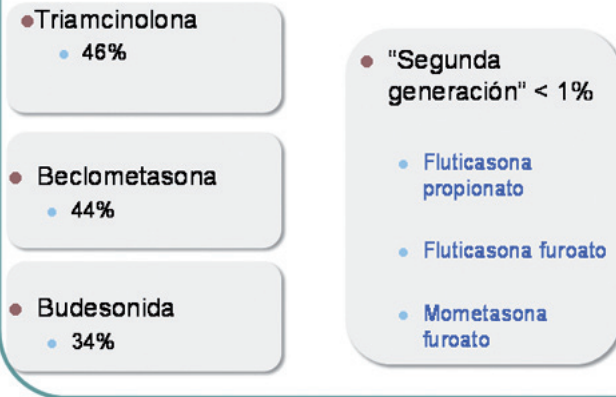 Triamcinolona
46%
Beclometasona
44%
Budesonida
34%
"Segunda
generación" < 1%
Fluticasona
propionato
Fluticasona furoato
Mometasona
furoato